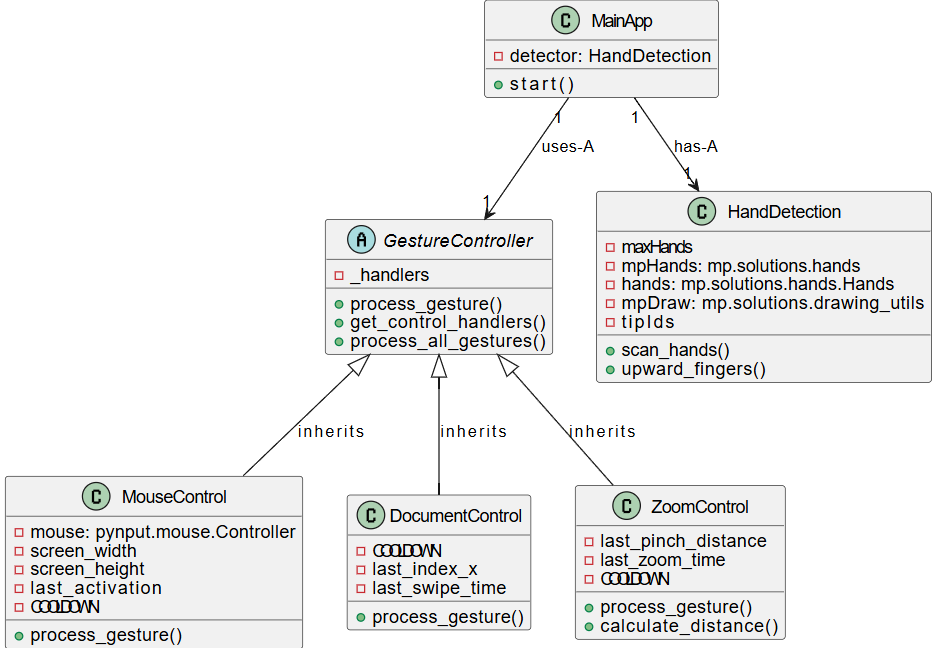 C MainApp
detector: HandDetection
start()
1
1
uses-A
has-A
1
1
A GestureController
_handlers
process_gesture()
get_control_handlers()
process_all_gestures()
C HandDetection
maxHands
mpHands: mp.solutions.hands
hands: mp.solutions.hands.Hands
mpDraw: mp.solutions.drawing_utils
tipIds
scan_hands()
upward_fingers()
inherits
inherits
inherits
C MouseControl
mouse: pynput.mouse.Controller
screen_width
screen_height
last_activation
COOLDOWN
process_gesture()
C DocumentControl
COOLDOWN
last_index_x
last_swipe_time
process_gesture()
C ZoomControl
last_pinch_distance
last_zoom_time
COOLDOWN
process_gesture()
calculate_distance()